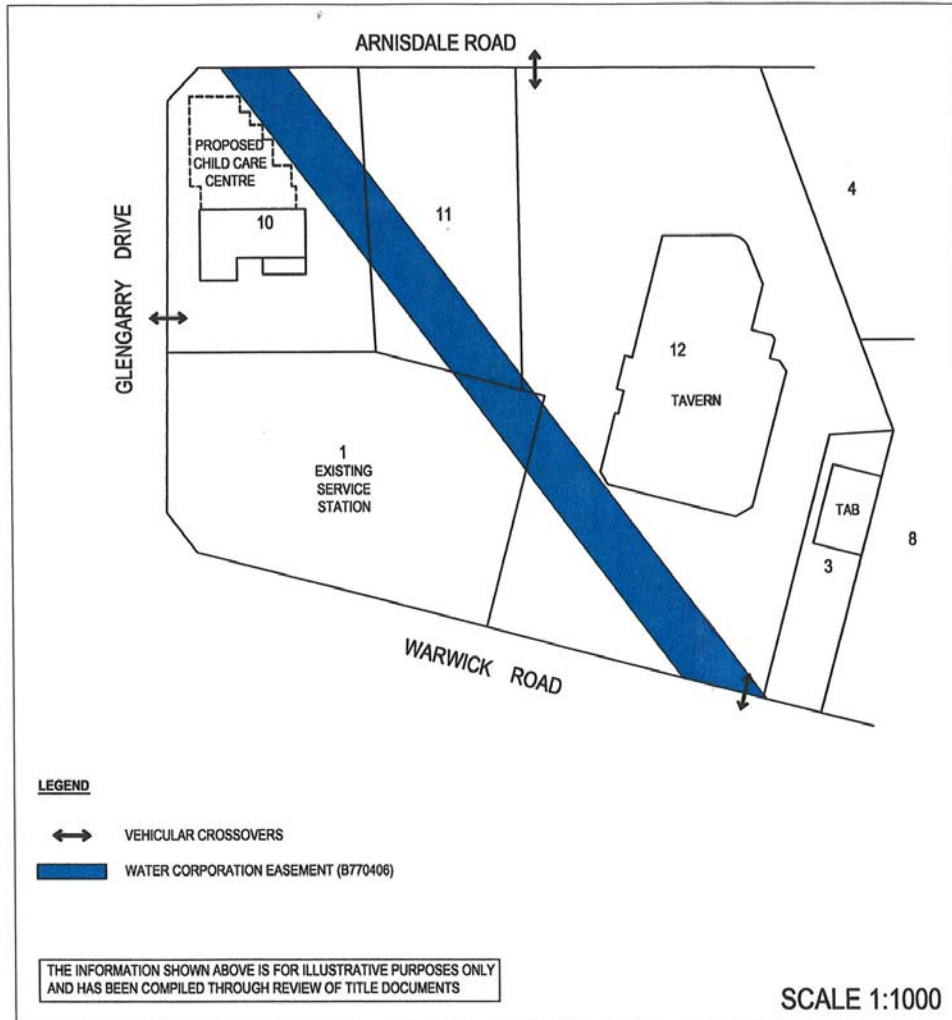 ARNISDALE ROAD
PROPOSED
CHILD CARE
CENTRE
10
11
4
GLENGARRY DRIVE
12
TAVERN
1
EXISTING
SERVICE
STATION
TAB
3
8
WARWICK ROAD
LEGEND
VEHICULAR CROSSOVERS
WATER CORPORATION EASEMENT (B770406)
THE INFORMATION SHOWN ABOVE IS FOR ILLUSTRATIVE PURPOSES ONLY
AND HAS BEEN COMPILED THROUGH REVIEW OF TITLE DOCUMENTS
SCALE 1:1000